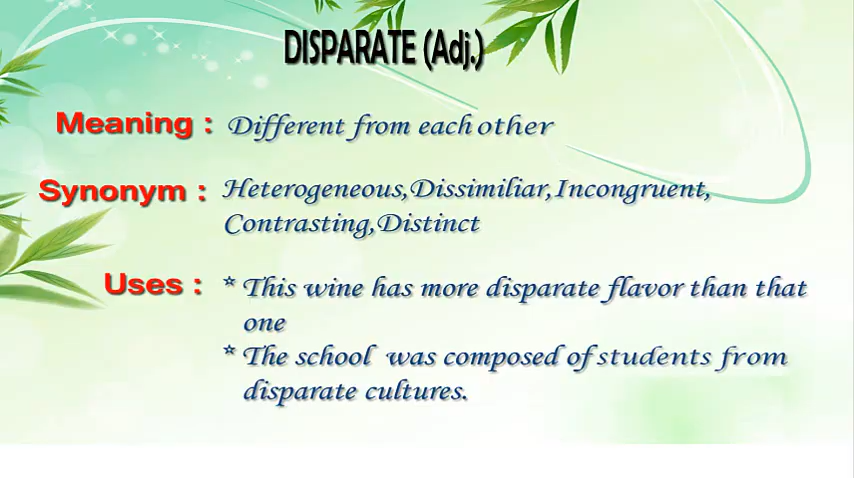 DISPARATE (Adj.)
Meaning : Different from each other
Synonym : Heterogeneous,Dissimiliar,Incongruent,
Contrasting,Distinct
Uses : * This wine has more disparate flavor than that
one
* The school was composed of students from
disparate cultures.